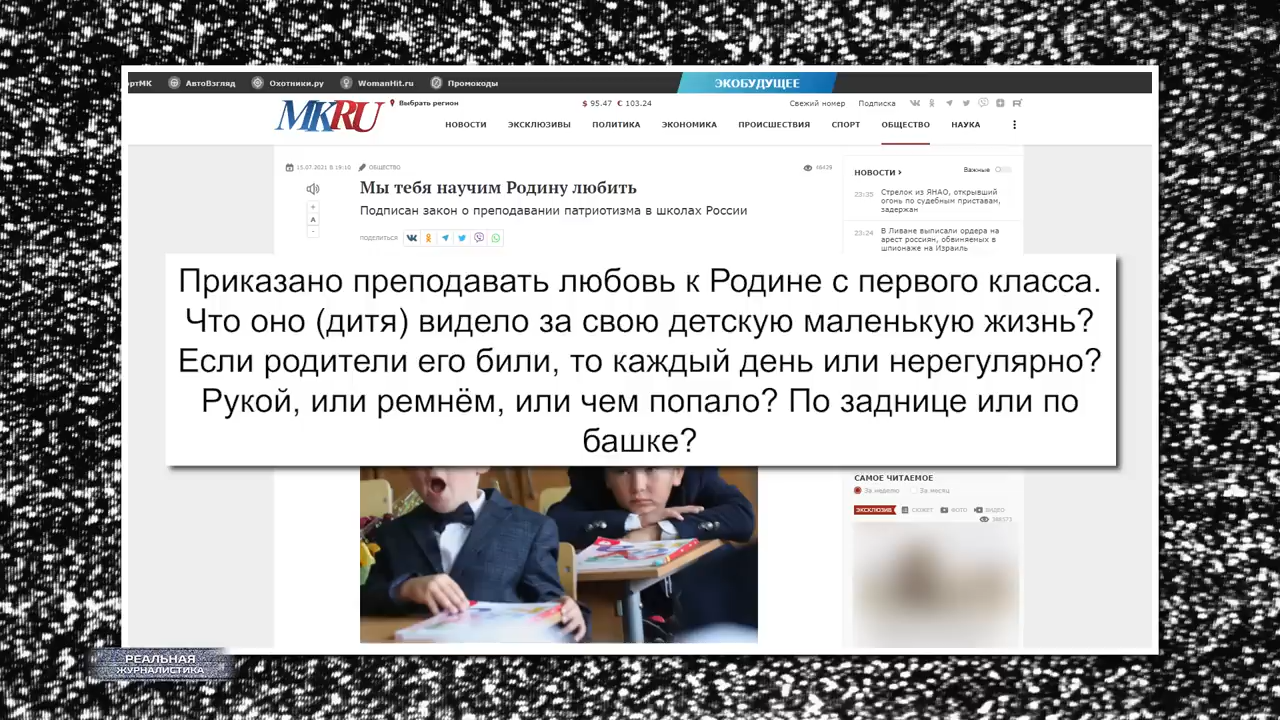 ортМК
АвтоВзгляд
Охотники.ру
WomanHit.ru
Промокоды
ЭКОБУДУЩЕЕ
MKRU
Выбрать регион
$ 95.47 € 103.24
Свежий номер Подписка
НОВОСТИ ЭКСКЛЮЗИВЫ ПОЛИТИКА ЭКОНОМИКА ПРОИСШЕСТВИЯ СПОРТ ОБЩЕСТВО НАУКА
15.07.2021 В 19:10 ОБЩЕСТВО
Мы тебя научим Родину любить
Подписан закон о преподавании патриотизма в школах России
ПОДЕЛИТЬСЯ
+
A
-
НОВОСТИ
Важные
23:35
Стрелок из ЯНАО, открывший
огонь по судебным приставам,
задержан
23:24
В Ливане выписали ордера на
арест россиян, обвиняемых в
шпионаже на Израиль
Приказано преподавать любовь к Родине с первого класса.
Что оно (дитя) видело за свою детскую маленькую жизнь?
Если родители его били, то каждый день или нерегулярно?
Рукой, или ремнём, или чем попало? По заднице или по
башке?
САМОЕ ЧИТАЕМОЕ
За неделю За месяц
ЭКСКЛЮЗИВ СЮЖЕТ ФОТО ВИДЕО
РЕАЛЬНАЯ
ЖУРНАЛИСТИКА